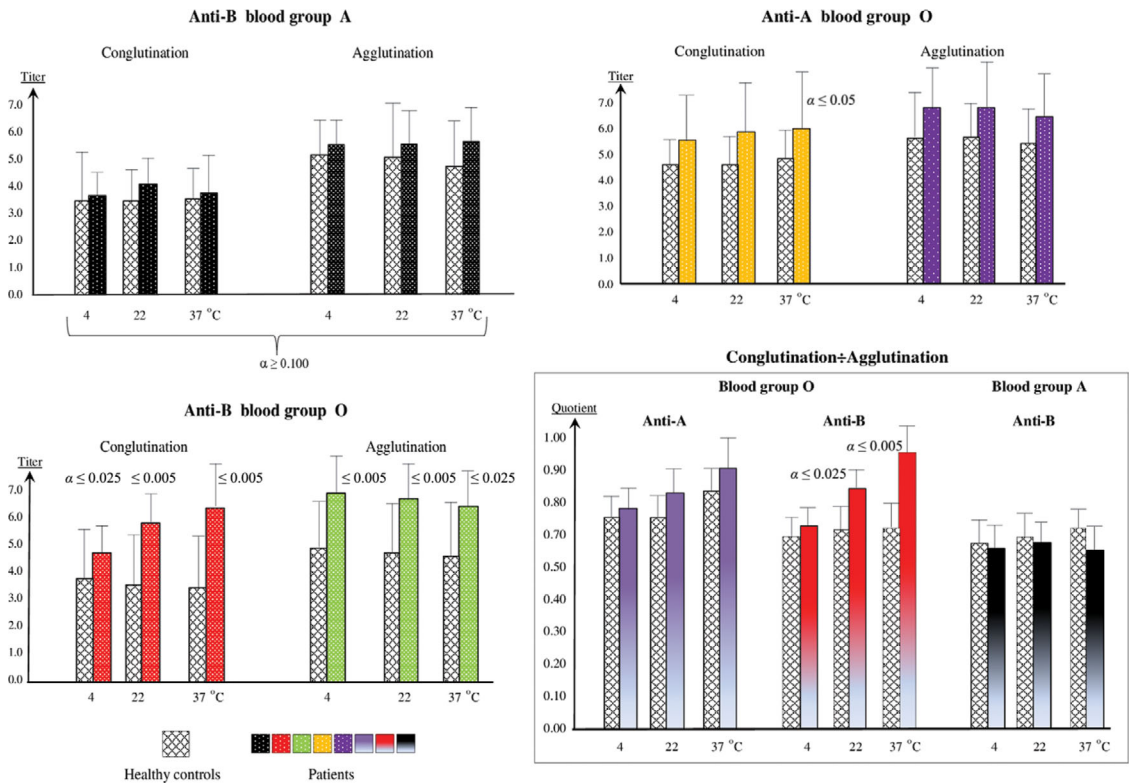 Anti-B blood group A
Conglutination Agglutination
Titer
7.0
6.0
5.0
4.0
3.0
2.0
1.0
0.0
4 22 37 °C 4 22 37 °C
α ≥ 0.100
Anti-A blood group O
Conglutination Agglutination
Titer
α ≤ 0.05
7.0
6.0
5.0
4.0
3.0
2.0
1.0
0.0
4 22 37 °C 4 22 37 °C
Anti-B blood group O
Conglutination Agglutination
Titer
α ≤ 0.025 ≤ 0.005 ≤ 0.005 ≤ 0.005 ≤ 0.005 ≤ 0.025
7.0
6.0
5.0
4.0
3.0
2.0
1.0
0.0
4 22 37 °C 4 22 37 °C
Healthy controls Patients
Conglutination÷Agglutination
Blood group O Blood group A
Quotient
Anti-A Anti-B Anti-B
α ≤ 0.005
α ≤ 0.025
1.00
0.90
0.80
0.70
0.60
0.50
0.40
0.30
0.20
0.10
0.00
4 22 37 °C 4 22 37 °C 4 22 37 °C